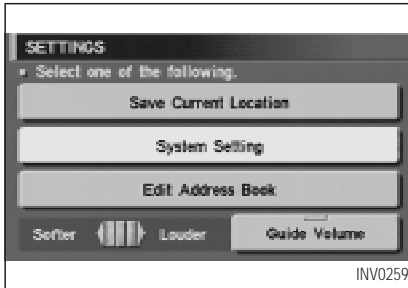 SETTINGS
Select one of the following.
Save Current Location
System Setting
Edit Address Book
Softer Louder Guide Volume
INV0259